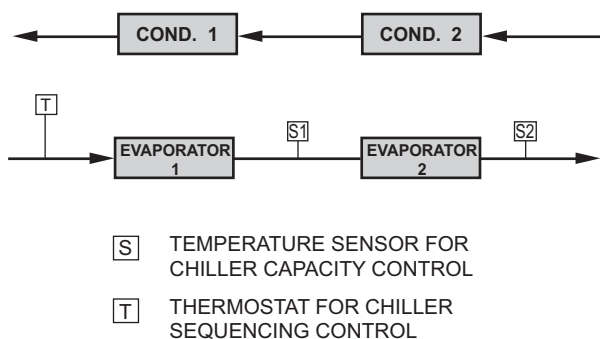 COND. 1
COND. 2
T
S1
S2
EVAPORATOR
1
EVAPORATOR
2
S TEMPERATURE SENSOR FOR
CHILLER CAPACITY CONTROL
T THERMOSTAT FOR CHILLER
SEQUENCING CONTROL